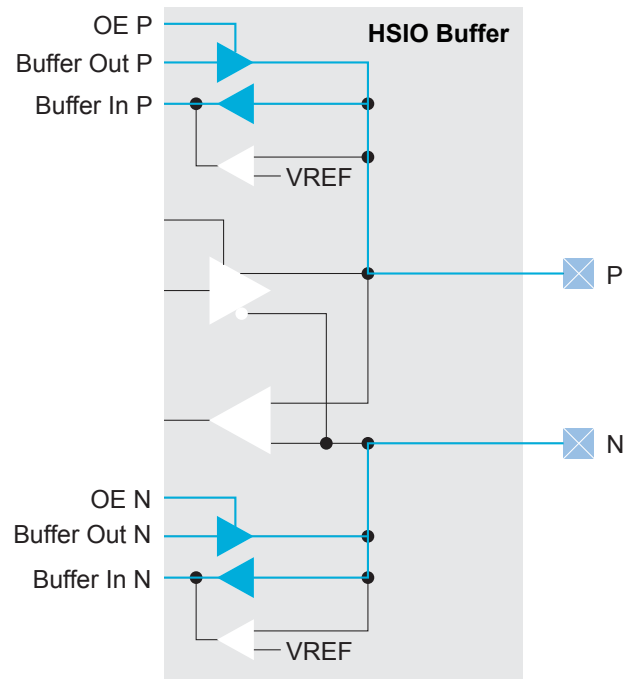 OE P
HSIO Buffer
Buffer Out P
Buffer In P
VREF
P
N
OE N
Buffer Out N
Buffer In N
VREF